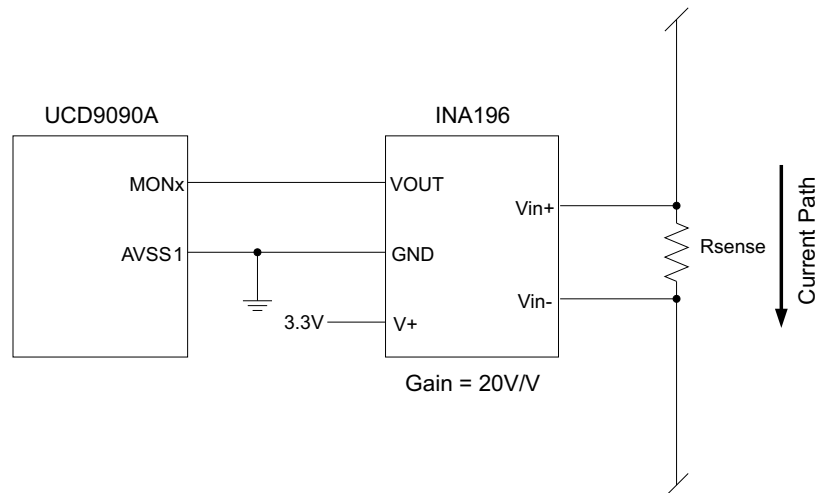 UCD9090A
INA196
MONx
VOUT
Vin+
AVSS1
GND
Rsense
Current Path
Vin-
3.3V
V+
Gain = 20V/V